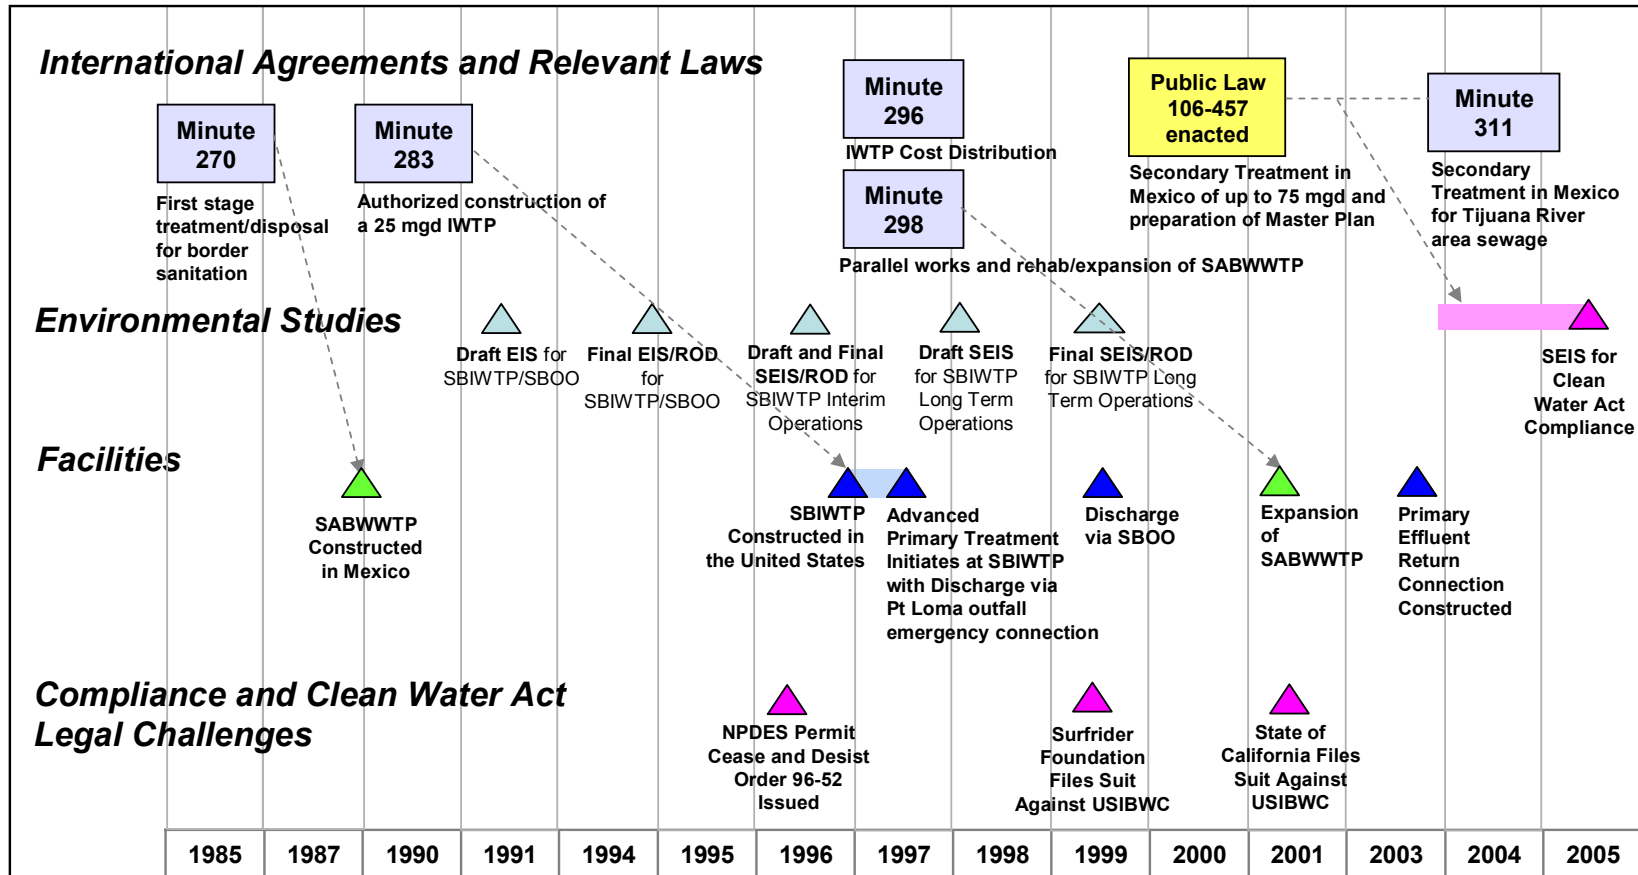 International Agreements and Relevant Laws
Minute
270
First stage
treatment/disposal
for border
sanitation
Minute
283
Authorized construction of
a 25 mgd IWTP
Minute
296
IWTP Cost Distribution
Minute
298
Parallel works and rehab/expansion of SABWWTP
Public Law
106-457
enacted
Secondary Treatment in
Mexico of up to 75 mgd and
preparation of Master Plan
Minute
311
Secondary
Treatment in Mexico
for Tijuana River
area sewage
Environmental Studies
Draft EIS for
SBIWTP/SBOO
Final EIS/ROD
for
SBIWTP/SBOO
Draft and Final
SEIS/ROD for
SBIWTP Interim
Operations
Draft SEIS
for SBIWTP
Long Term
Operations
Final SEIS/ROD
for SBIWTP Long
Term Operations
SEIS for
Clean
Water Act
Compliance
Facilities
SABWWTP
Constructed
in Mexico
SBIWTP
Constructed in
the United States
Advanced
Primary Treatment
Initiates at SBIWTP
with Discharge via
Pt Loma outfall
emergency connection
Discharge
via SBOO
Expansion
of
SABWWTP
Primary
Effluent
Return
Connection
Constructed
Compliance and Clean Water Act
Legal Challenges
NPDES Permit
Cease and Desist
Order 96-52
Issued
Surfrider
Foundation
Files Suit
Against USIBWC
State of
California Files
Suit Against
USIBWC
1985 1987 1990 1991 1994 1995 1996 1997 1998 1999 2000 2001 2003 2004 2005